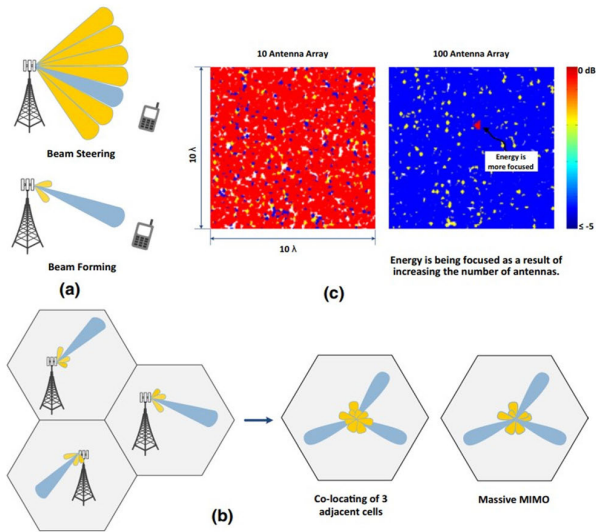 Beam Steering
Beam Forming
(a)
(c)
10 Antenna Array
100 Antenna Array
0 dB
≤ -5
10 λ
10 λ
Energy is
more focused
Energy is being focused as a result of
increasing the number of antennas.
(b)
Co-locating of 3
adjacent cells
Massive MIMO